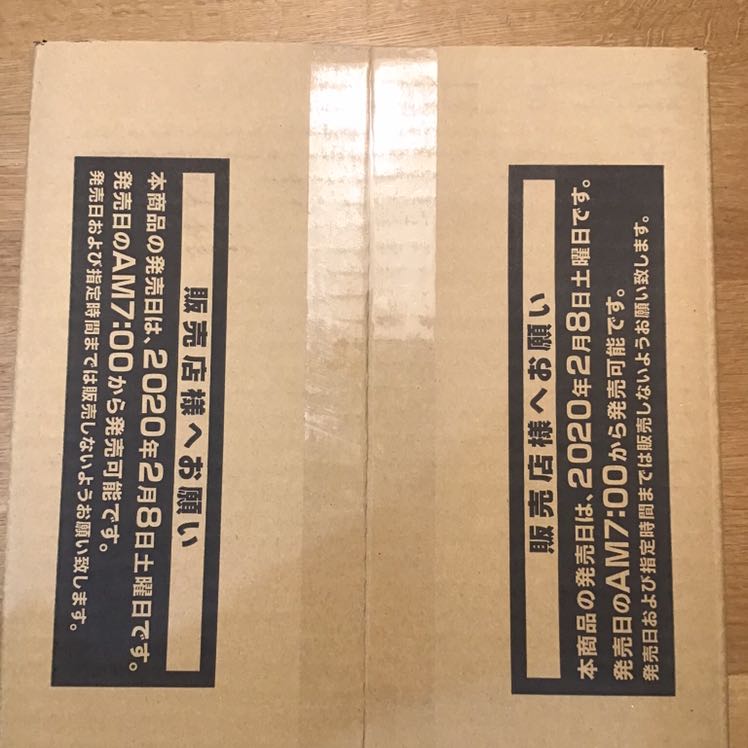 販売店様へお願い
本商品の発売日は、2020年2月8日土曜日です。
発売日のAM7:00から発売可能です。
発売日および指定時間までは販売しないようお願い致します。
販売店様へお願い
本商品の発売日は、2020年2月8日土曜日です。
発売日のAM7:00から発売可能です。
発売日および指定時間までは販売しないようお願い致します。